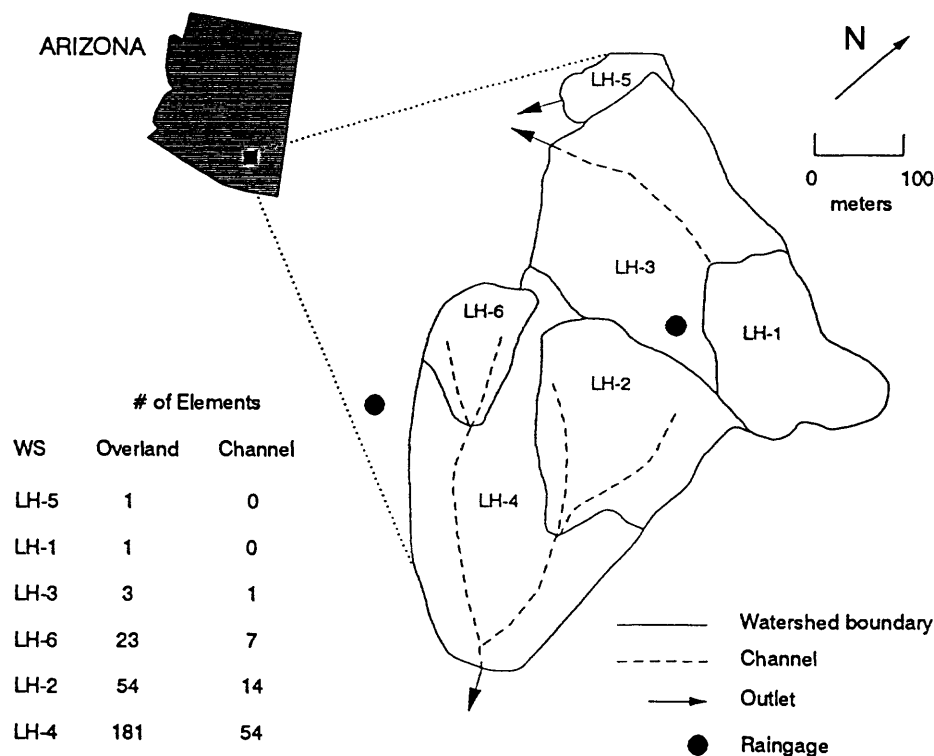 ARIZONA
N
0 100
meters
LH-5
LH-3
LH-1
LH-6
LH-2
LH-4
# of Elements
WS Overland Channel
LH-5 1 0
LH-1 1 0
LH-3 3 1
LH-6 23 7
LH-2 54 14
LH-4 181 54
Watershed boundary
Channel
Outlet
Raingage